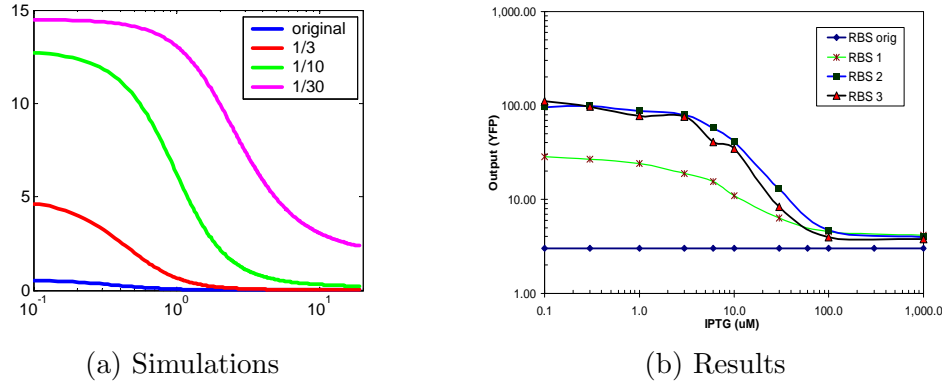 15
10
5
0
10^-1
10^0
10^1
original
1/3
1/10
1/30
(a) Simulations
1,000.00
100.00
10.00
1.00
Output (YFP)
0.1
1.0
10.0
100.0
1,000.0
IPTG (uM)
RBS orig
RBS 1
RBS 2
RBS 3
(b) Results